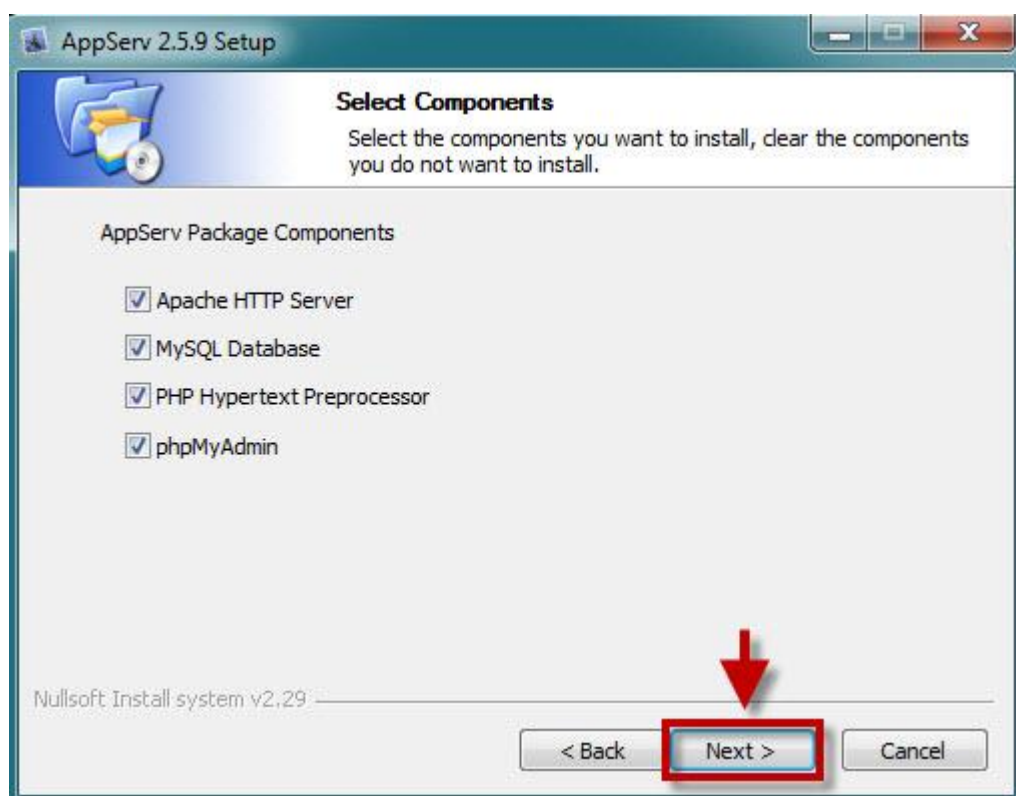 AppServ 2.5.9 Setup
Select Components
Select the components you want to install, clear the components
you do not want to install.
AppServ Package Components
Apache HTTP Server
MySQL Database
PHP Hypertext Preprocessor
phpMyAdmin
Nullsoft Install system v2.29
< Back
Next >
Cancel